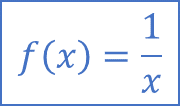 f(x) = 1/x